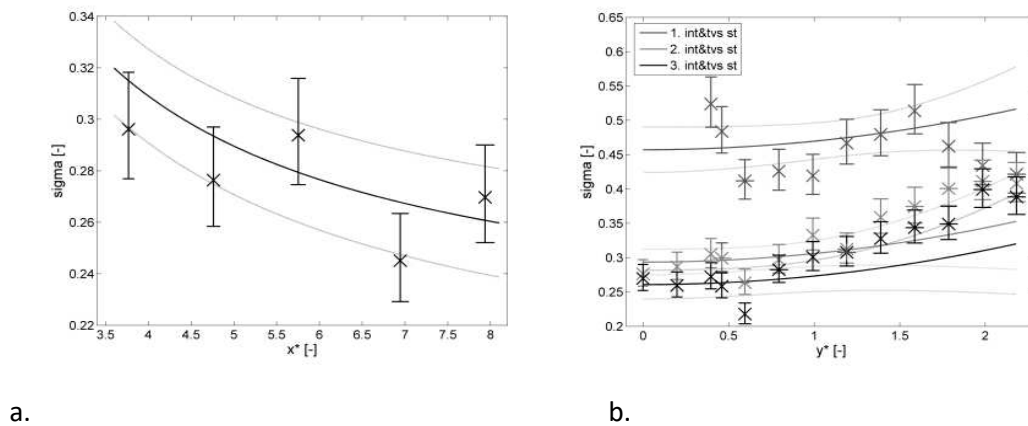 0.34
0.32
0.3
0.28
0.26
0.24
0.22
3.5 4 4.5 5 5.5 6 6.5 7 7.5 8
x* [-]
sigma [-]
a.
0.65
0.6
0.55
0.5
0.45
0.4
0.35
0.3
0.25
0.2
0 0.5 1 1.5 2
y* [-]
sigma [-]
1. int&tvs st
2. int&tvs st
3. int&tvs st
b.